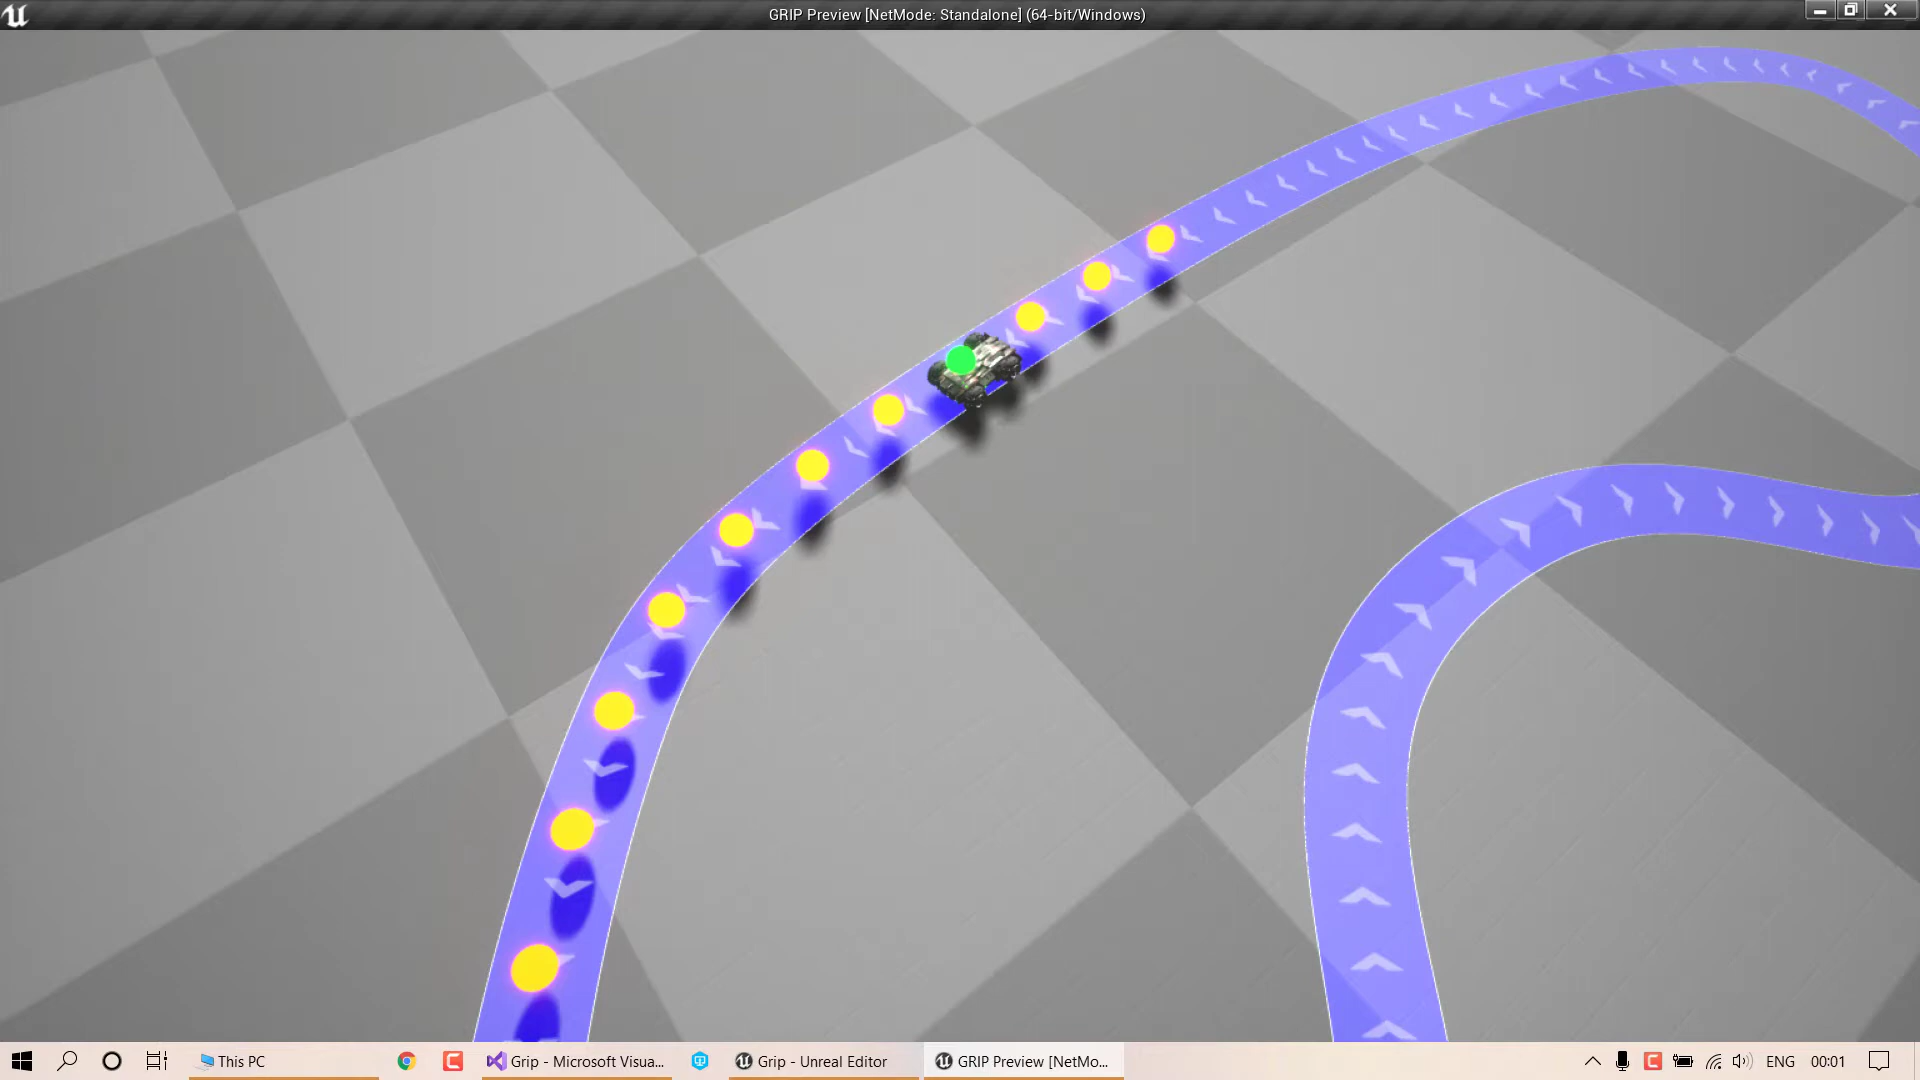 GRIP Preview [NetMode: Standalone] (64-bit/Windows)
This PC
Grip - Microsoft Visua...
Grip - Unreal Editor
GRIP Preview [NetMo...
ENG
00:01